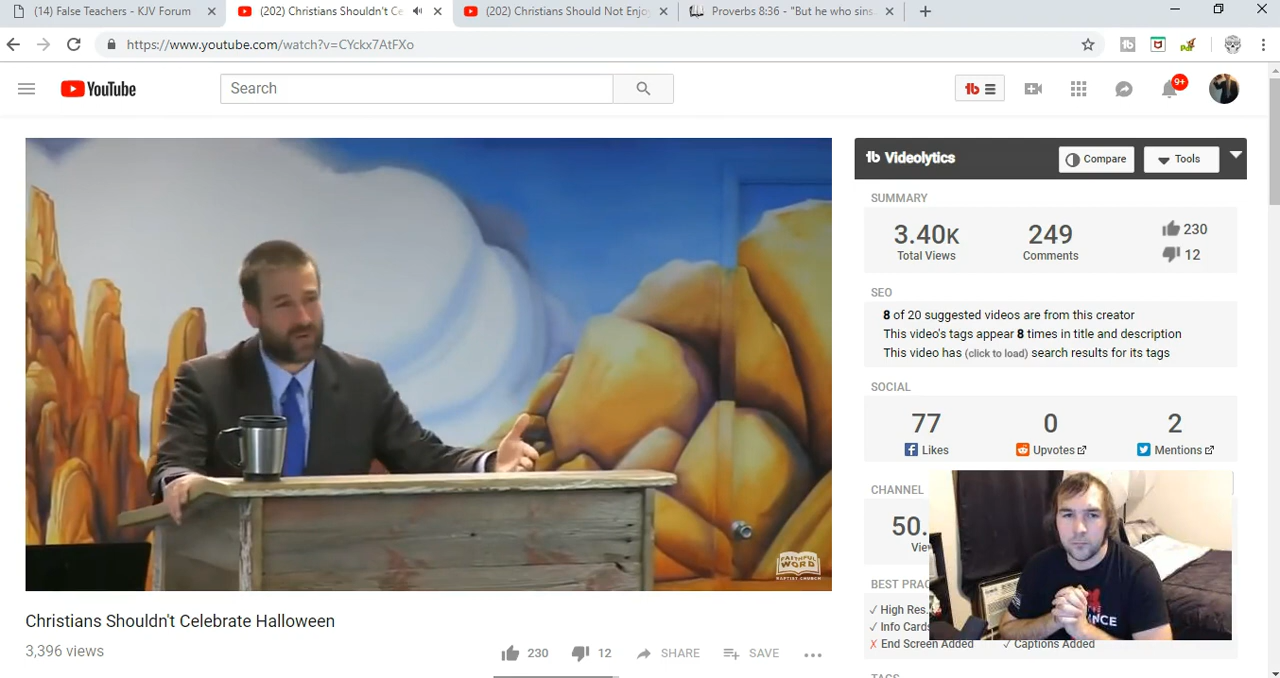 (14) False Teachers - KJV Forum
(202) Christians Shouldn't Ce
(202) Christians Should Not Enjoy
Proverbs 8:36 - "But he who sins
https://www.youtube.com/watch?v=CYckx7AtFXo
YouTube
Search
9+
Videolytics
Compare
Tools
SUMMARY
3.40K
249
230
Total Views
Comments
12
SEO
8 of 20 suggested videos are from this creator
This video's tags appear 8 times in title and description
This video has (click to load) search results for its tags
SOCIAL
77
0
2
Likes
Upvotes
Mentions
CHANNEL
50.
View
BEST PRAC
✓ High Res.
✓ Info Cards
✗ End Screen Added
✓ Captions Added
TAGS
FAITHFUL
WORD
BAPTIST CHURCH
Christians Shouldn't Celebrate Halloween
3,396 views
230
12
SHARE
SAVE